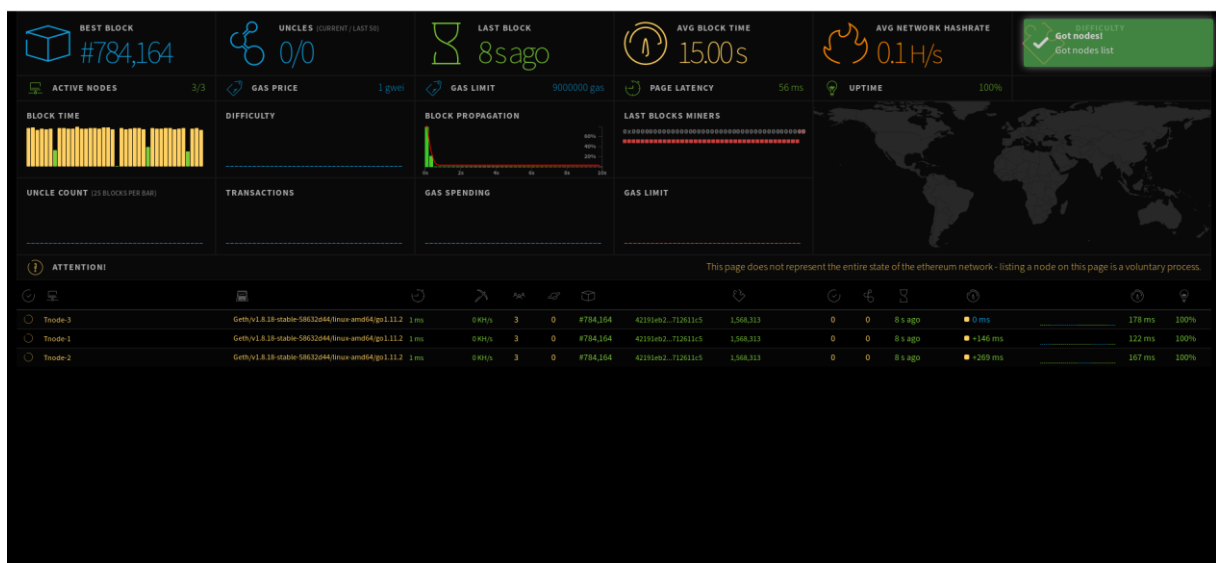 BEST BLOCK
#784,164
UNCLES (CURRENT / LAST 50)
0/0
LAST BLOCK
8 s ago
AVG BLOCK TIME
15.00 s
AVG NETWORK HASHRATE
0.1 H/s
DIFFICULTY
Got nodes!
Got nodes list
ACTIVE NODES 3/3
GAS PRICE 1 gwei
GAS LIMIT 9000000 gas
PAGE LATENCY 56 ms
UPTIME 100%
BLOCK TIME
DIFFICULTY
BLOCK PROPAGATION
60%
40%
20%
0s 2s 4s 6s 8s 10s
LAST BLOCKS MINERS
UNCLE COUNT (25 BLOCKS PER BAR)
TRANSACTIONS
GAS SPENDING
GAS LIMIT
ATTENTION!
This page does not represent the entire state of the ethereum network - listing a node on this page is a voluntary process.
Tnode-3 Geth/v1.8.18-stable-58632d44/linux-amd64/go1.11.2 1 ms 0 KH/s 3 0 #784,164 42191eb2...712611c5 1,568,313 0 0 8 s ago 0 ms 178 ms 100%
Tnode-1 Geth/v1.8.18-stable-58632d44/linux-amd64/go1.11.2 1 ms 0 KH/s 3 0 #784,164 42191eb2...712611c5 1,568,313 0 0 8 s ago +146 ms 122 ms 100%
Tnode-2 Geth/v1.8.18-stable-58632d44/linux-amd64/go1.11.2 1 ms 0 KH/s 3 0 #784,164 42191eb2...712611c5 1,568,313 0 0 8 s ago +269 ms 167 ms 100%